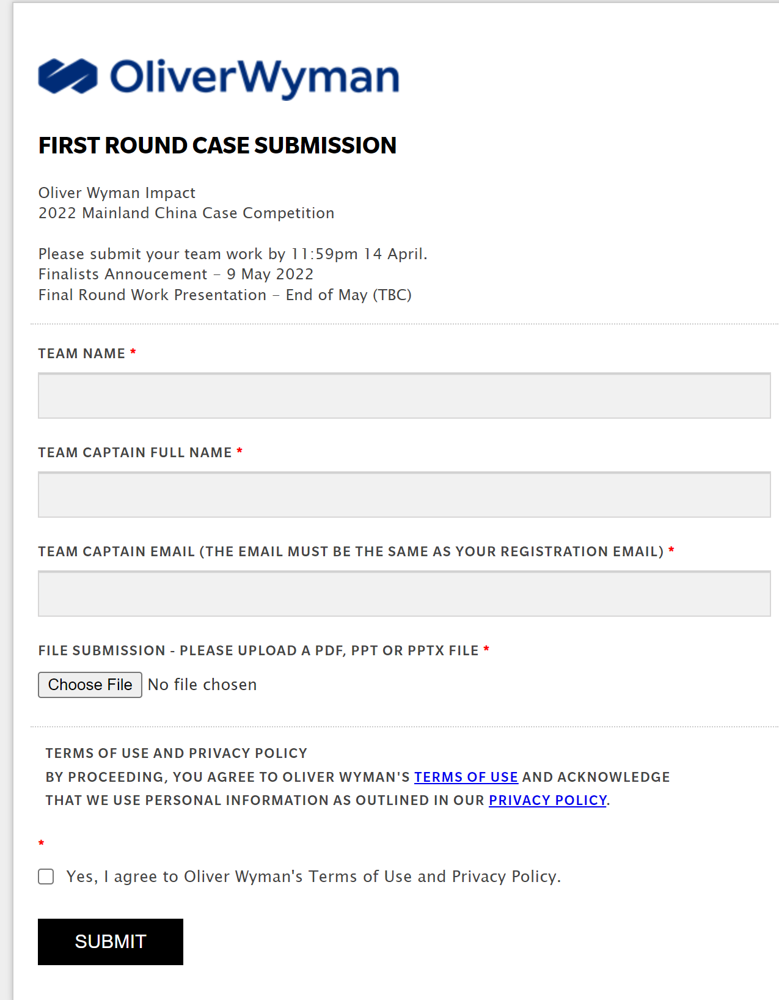 OliverWyman
FIRST ROUND CASE SUBMISSION
Oliver Wyman Impact
2022 Mainland China Case Competition
Please submit your team work by 11:59pm 14 April.
Finalists Annoucement – 9 May 2022
Final Round Work Presentation – End of May (TBC)
TEAM NAME *
TEAM CAPTAIN FULL NAME *
TEAM CAPTAIN EMAIL (THE EMAIL MUST BE THE SAME AS YOUR REGISTRATION EMAIL) *
FILE SUBMISSION - PLEASE UPLOAD A PDF, PPT OR PPTX FILE *
Choose File No file chosen
TERMS OF USE AND PRIVACY POLICY
BY PROCEEDING, YOU AGREE TO OLIVER WYMAN'S TERMS OF USE AND ACKNOWLEDGE
THAT WE USE PERSONAL INFORMATION AS OUTLINED IN OUR PRIVACY POLICY.
*
Yes, I agree to Oliver Wyman's Terms of Use and Privacy Policy.
SUBMIT